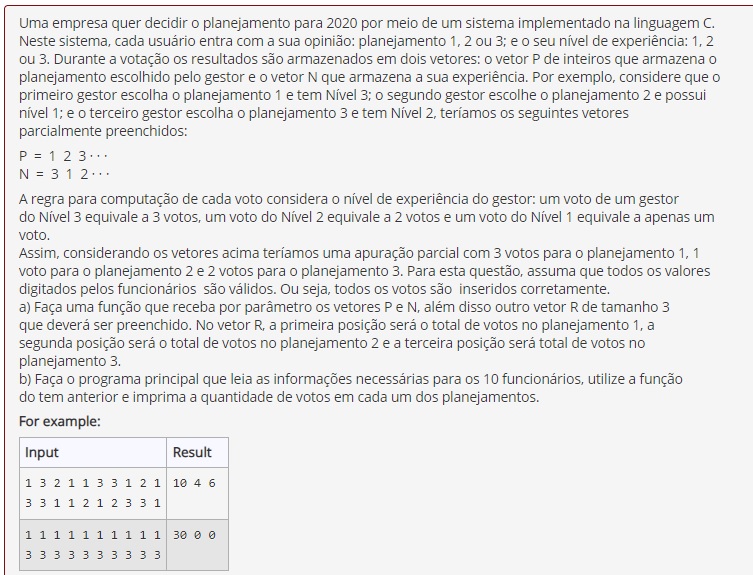 Uma empresa quer decidir o planejamento para 2020 por meio de um sistema implementado na linguagem C.
Neste sistema, cada usuário entra com a sua opinião: planejamento 1, 2 ou 3; e o seu nível de experiência: 1, 2
ou 3. Durante a votação os resultados são armazenados em dois vetores: o vetor P de inteiros que armazena o
planejamento escolhido pelo gestor e o vetor N que armazena a sua experiência. Por exemplo, considere que o
primeiro gestor escolha o planejamento 1 e tem Nível 3; o segundo gestor escolhe o planejamento 2 e possui
nível 1; e o terceiro gestor escolha o planejamento 3 e tem Nível 2, teríamos os seguintes vetores
parcialmente preenchidos:
P = 1 2 3 · · ·
N = 3 1 2 · · ·
A regra para computação de cada voto considera o nível de experiência do gestor: um voto de um gestor
do Nível 3 equivale a 3 votos, um voto do Nível 2 equivale a 2 votos e um voto do Nível 1 equivale a apenas um
voto.
Assim, considerando os vetores acima teríamos uma apuração parcial com 3 votos para o planejamento 1, 1
voto para o planejamento 2 e 2 votos para o planejamento 3. Para esta questão, assuma que todos os valores
digitados pelos funcionários são válidos. Ou seja, todos os votos são inseridos corretamente.
a) Faça uma função que receba por parâmetro os vetores P e N, além disso outro vetor R de tamanho 3
que deverá ser preenchido. No vetor R, a primeira posição será o total de votos no planejamento 1, a
segunda posição será o total de votos no planejamento 2 e a terceira posição será total de votos no
planejamento 3.
b) Faça o programa principal que leia as informações necessárias para os 10 funcionários, utilize a função
do tem anterior e imprima a quantidade de votos em cada um dos planejamentos.
For example:
Input Result
1 3 2 1 1 3 3 1 2 1 10 4 6
3 3 1 1 2 1 2 3 3 1
1 1 1 1 1 1 1 1 1 1 30 0 0
3 3 3 3 3 3 3 3 3 3